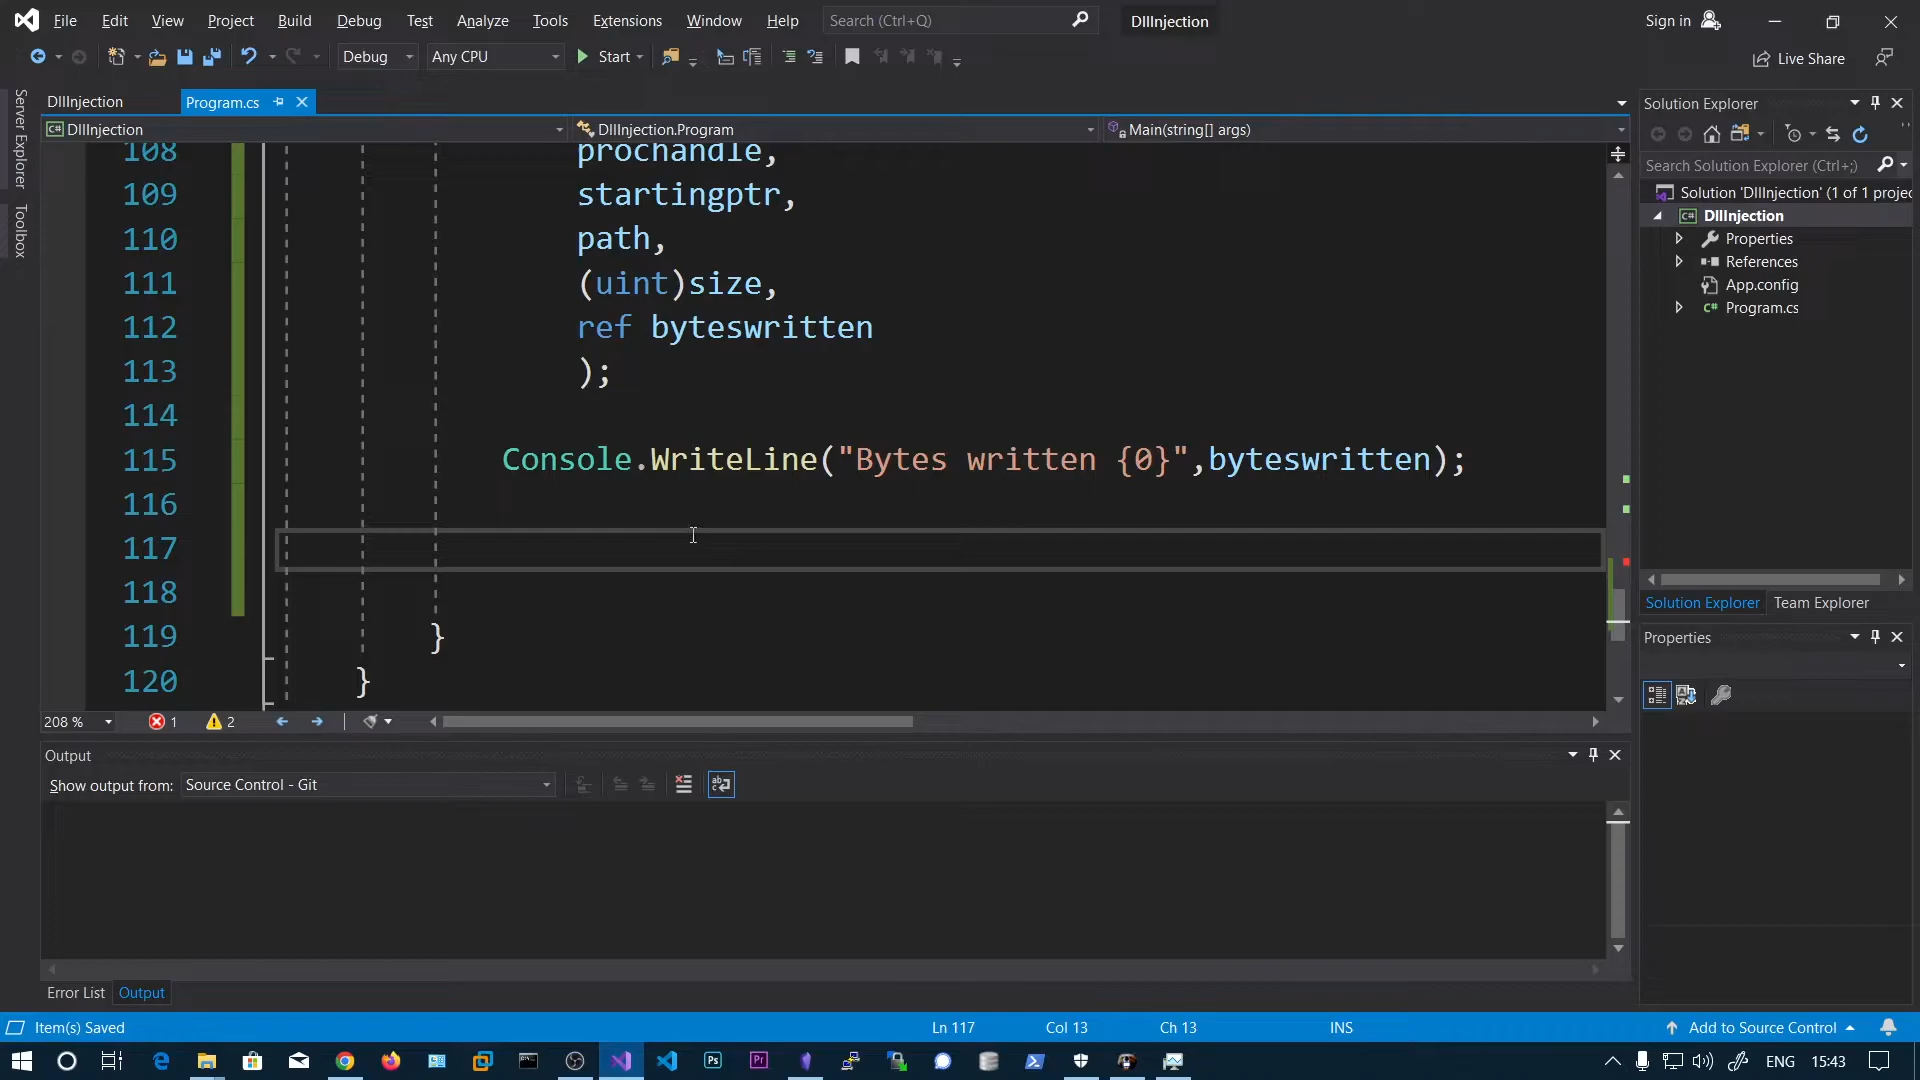 File Edit View Project Build Debug Test Analyze Tools Extensions Window Help Search (Ctrl+Q) DllInjection Sign in
Debug Any CPU Start Live Share
Server Explorer
Toolbox
DllInjection Program.cs
DllInjection DllInjection.Program Main(string[] args)
108 prochandle,
109 startingptr,
110 path,
111 (uint)size,
112 ref byteswritten
113 );
114
115 Console.WriteLine("Bytes written {0}",byteswritten);
116
117
118
119 }
120 }
208 % 1 2
Output
Show output from: Source Control - Git
Error List Output
Solution Explorer
Search Solution Explorer (Ctrl+;)
Solution 'DllInjection' (1 of 1 projec
DllInjection
Properties
References
App.config
Program.cs
Solution Explorer Team Explorer
Properties
Item(s) Saved Ln 117 Col 13 Ch 13 INS Add to Source Control
ENG 15:43